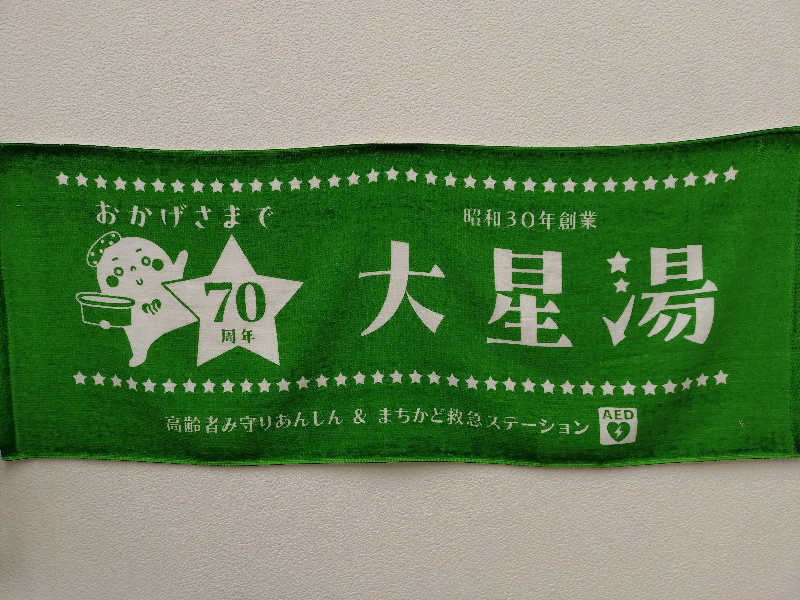 おかげさまで
70
周年
昭和30年創業
大星湯
高齢者み守りあんしん & まちかど救急ステーション
AED